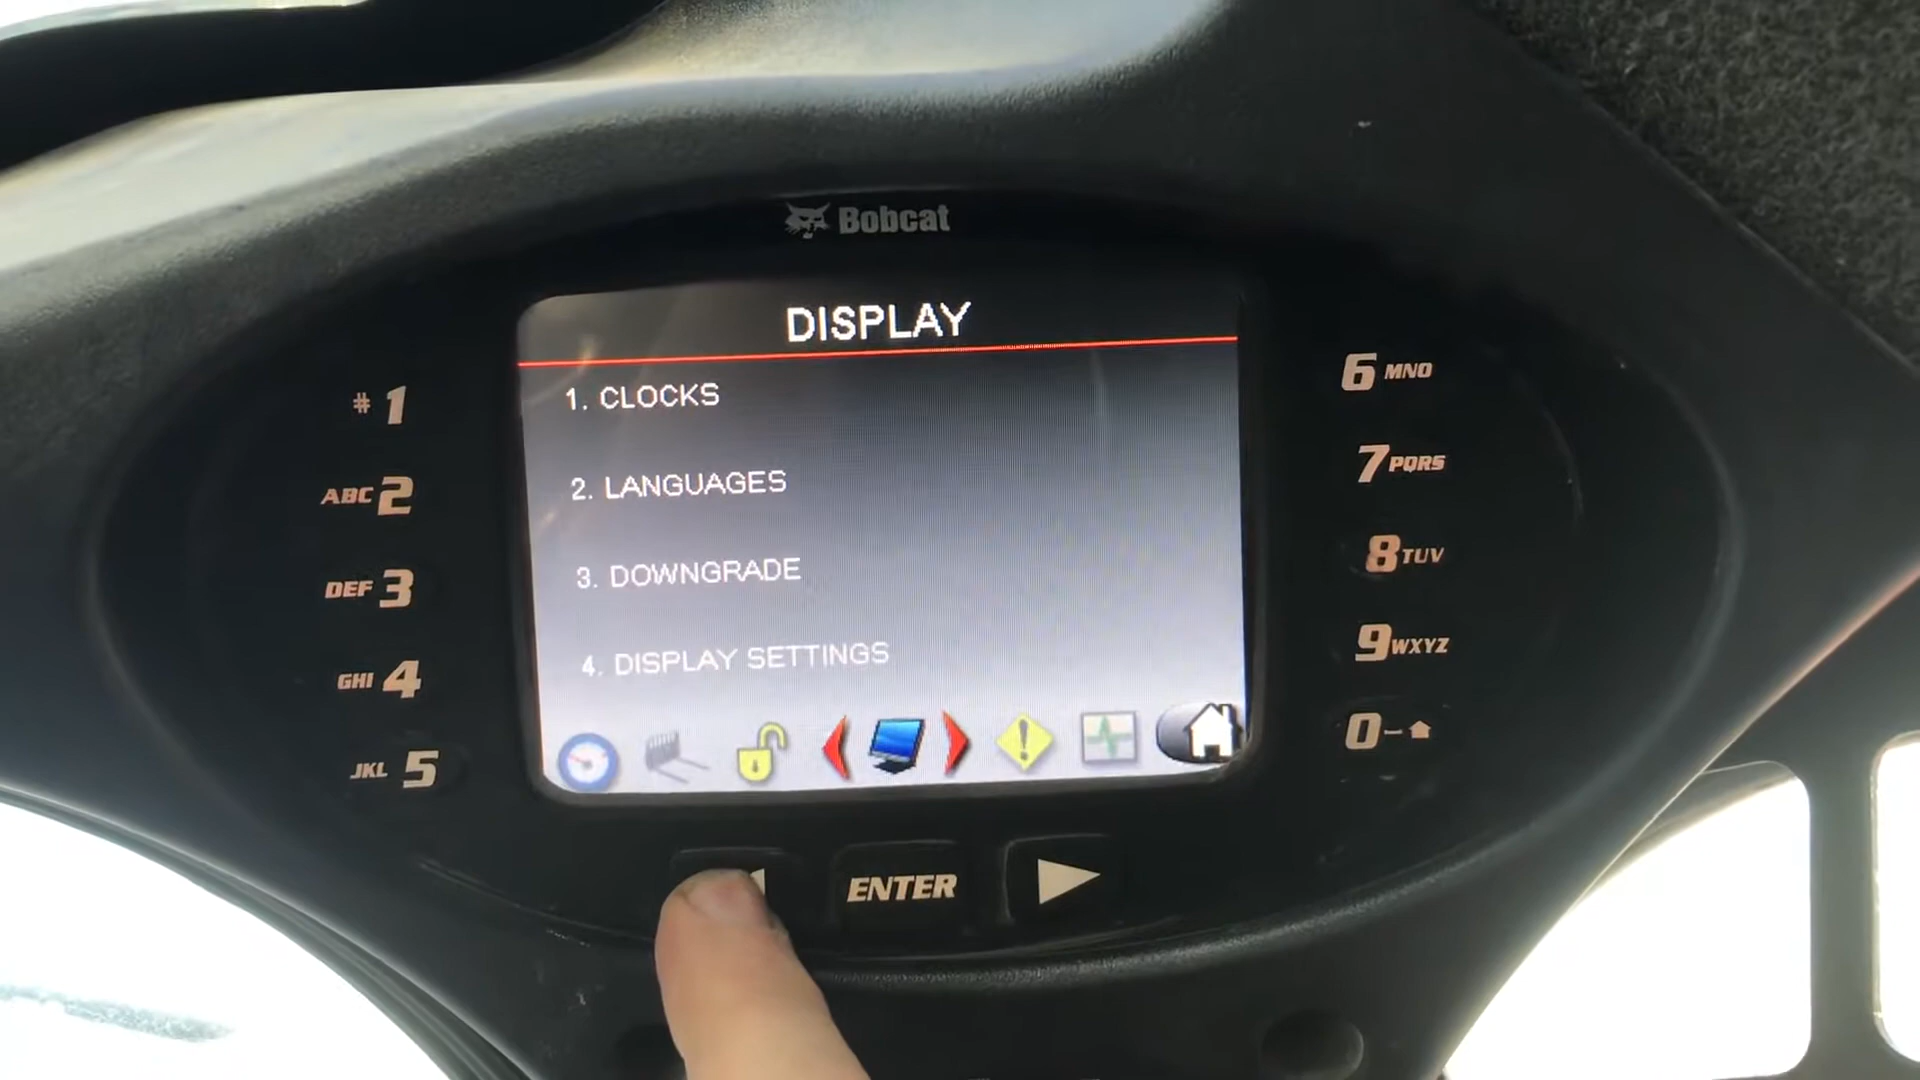 Bobcat
DISPLAY
1. CLOCKS
2. LANGUAGES
3. DOWNGRADE
4. DISPLAY SETTINGS
# 1
ABC 2
DEF 3
GHI 4
JKL 5
6 MNO
7 PQRS
8 TUV
9 WXYZ
0-
ENTER